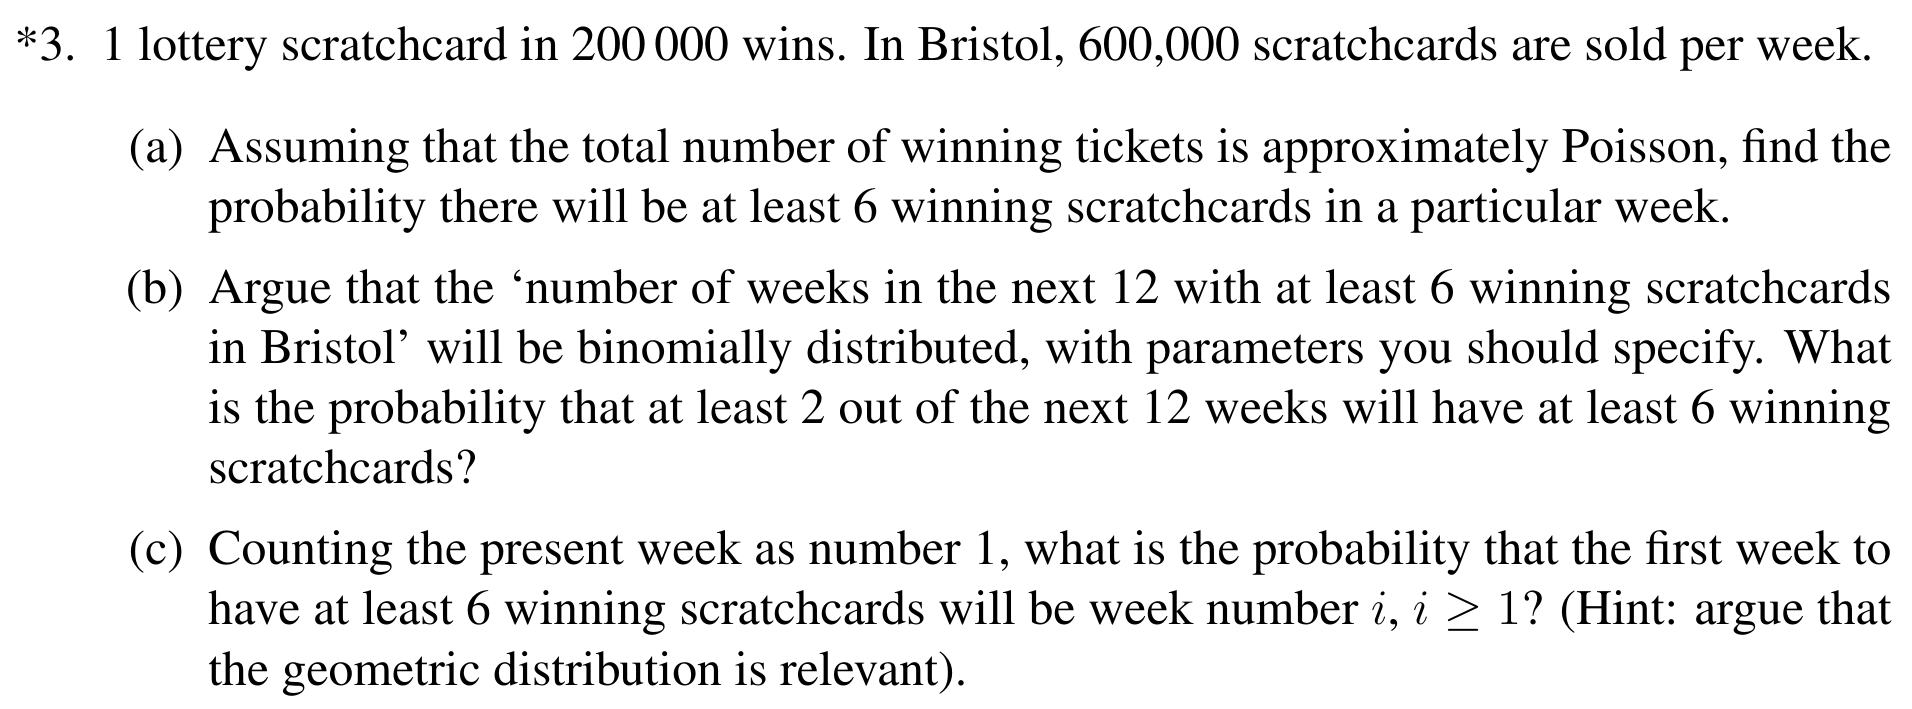 *3. 1 lottery scratchcard in 200 000 wins. In Bristol, 600,000 scratchcards are sold per week.
(a) Assuming that the total number of winning tickets is approximately Poisson, find the
probability there will be at least 6 winning scratchcards in a particular week.
(b) Argue that the ‘number of weeks in the next 12 with at least 6 winning scratchcards
in Bristol’ will be binomially distributed, with parameters you should specify. What
is the probability that at least 2 out of the next 12 weeks will have at least 6 winning
scratchcards?
(c) Counting the present week as number 1, what is the probability that the first week to
have at least 6 winning scratchcards will be week number i, i ≥ 1? (Hint: argue that
the geometric distribution is relevant).